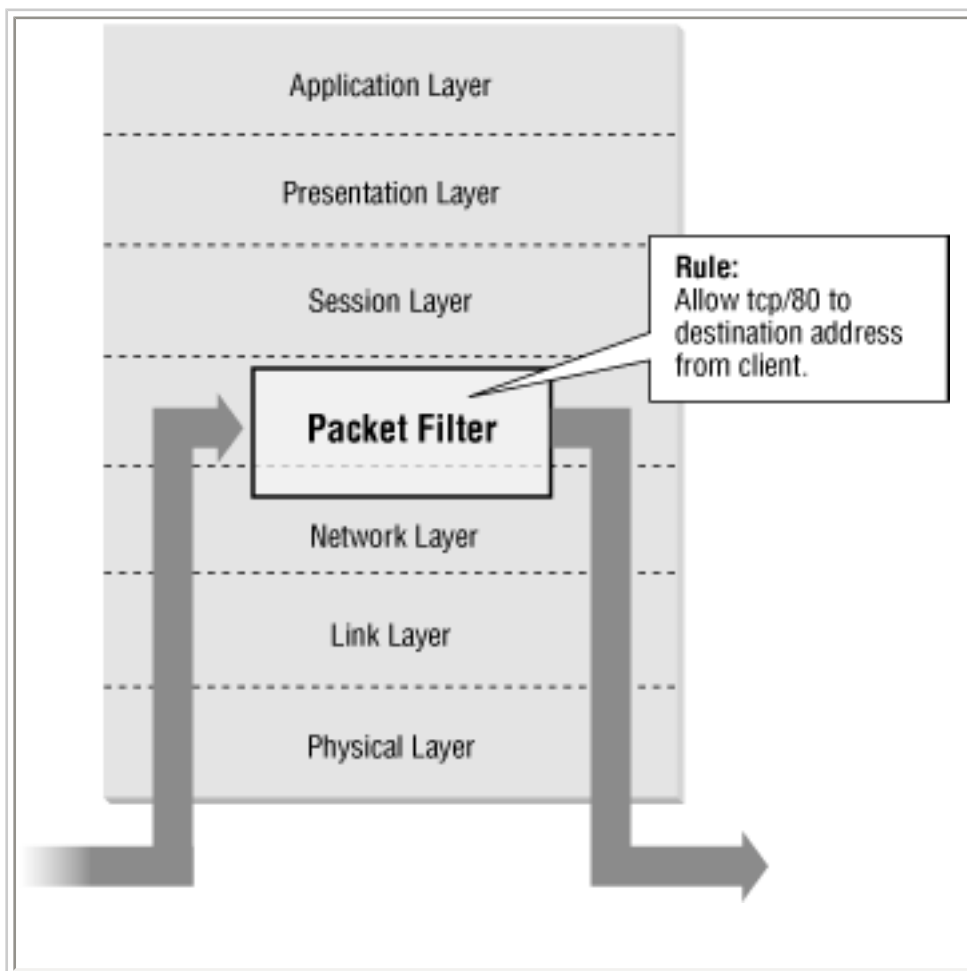 Application Layer
Presentation Layer
Session Layer
Rule:
Allow tcp/80 to
destination address
from client.
Packet Filter
Network Layer
Link Layer
Physical Layer